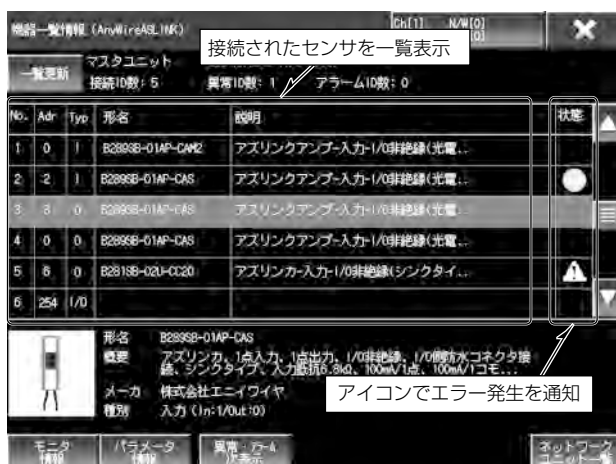 機器一覧情報 (AnyWireASLINK)
Ch[1] N/W[0]
接続されたセンサを一覧表示
一覧更新
マスタユニット
接続ID数: 5 異常ID数: 1 アラームID数: 0
No. Adr Typ 形名 説明 状態
1 0 I B289SB-01AP-CAM2 アズリンクアンプ-入力-I/O非絶縁(光電...
2 2 I B289SB-01AP-CAS アズリンクアンプ-入力-I/O非絶縁(光電...
3 3 0 B289SB-01AP-CAS アズリンクアンプ-入力-I/O非絶縁(光電...
4 0 0 B289SB-01AP-CAS アズリンクアンプ-入力-I/O非絶縁(光電...
5 6 0 B281SB-02U-CC20 アズリンカ-入力-I/O非絶縁(シンクタイ...
6 254 I/O
形名 B289SB-01AP-CAS
概要 アズリンカ、1点入力、1点出力、I/O非絶縁、I/O側防水コネクタ接
続、シンクタイプ、入力抵抗6.8kΩ、100mA/1点、100mA/1コモ...
メーカ 株式会社エニイワイヤ
種別 入力 (In:1/Out:0)
アイコンでエラー発生を通知
モニタ
情報
パラメータ
情報
異常・アラーム
次表示
ネットワーク
ユニット一覧